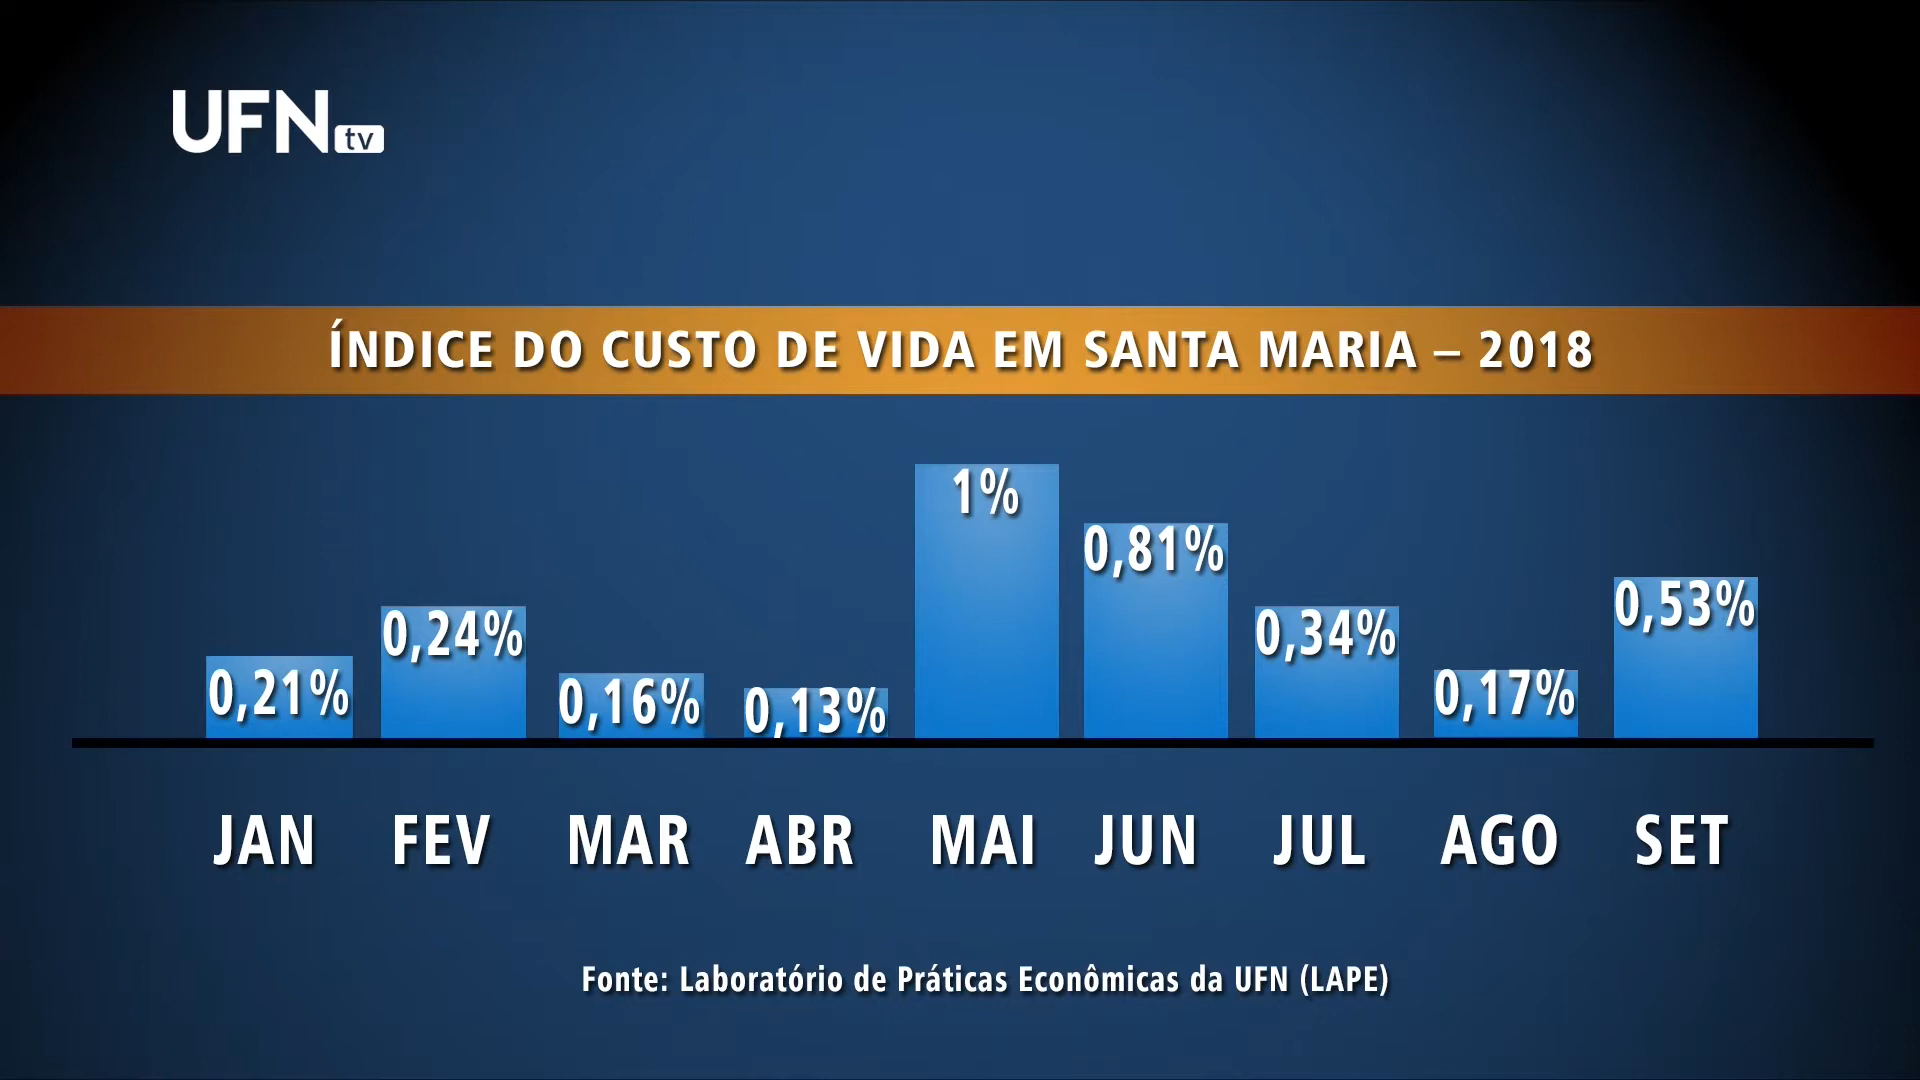 UFN tv
ÍNDICE DO CUSTO DE VIDA EM SANTA MARIA – 2018
0,21% 0,24% 0,16% 0,13% 1% 0,81% 0,34% 0,17% 0,53%
JAN FEV MAR ABR MAI JUN JUL AGO SET
Fonte: Laboratório de Práticas Econômicas da UFN (LAPE)